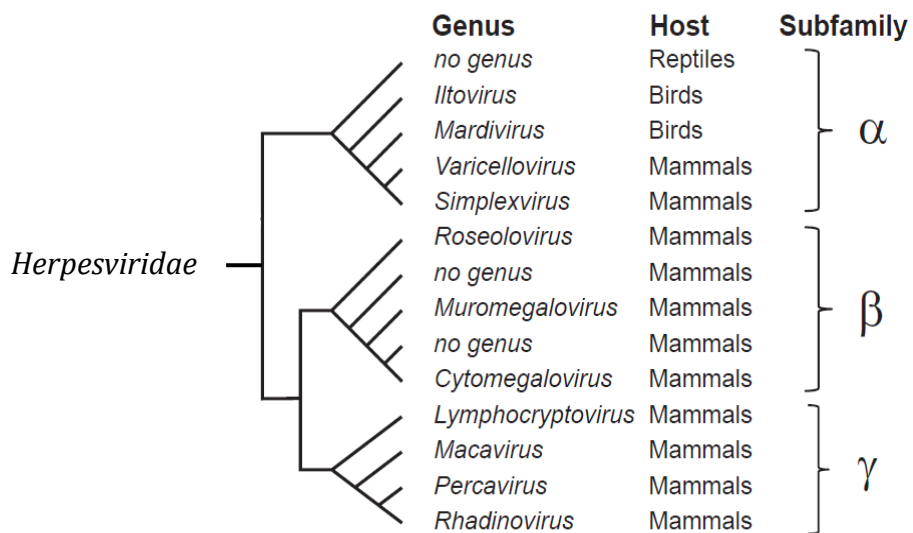 Genus Host Subfamily
no genus Reptiles
Iltovirus Birds
Mardivirus Birds
α
Varicellovirus Mammals
Simplexvirus Mammals
Roseolovirus Mammals
Herpesviridae
no genus Mammals
Muromegalovirus Mammals
β
no genus Mammals
Cytomegalovirus Mammals
Lymphocryptovirus Mammals
Macavirus Mammals
γ
Percavirus Mammals
Rhadinovirus Mammals